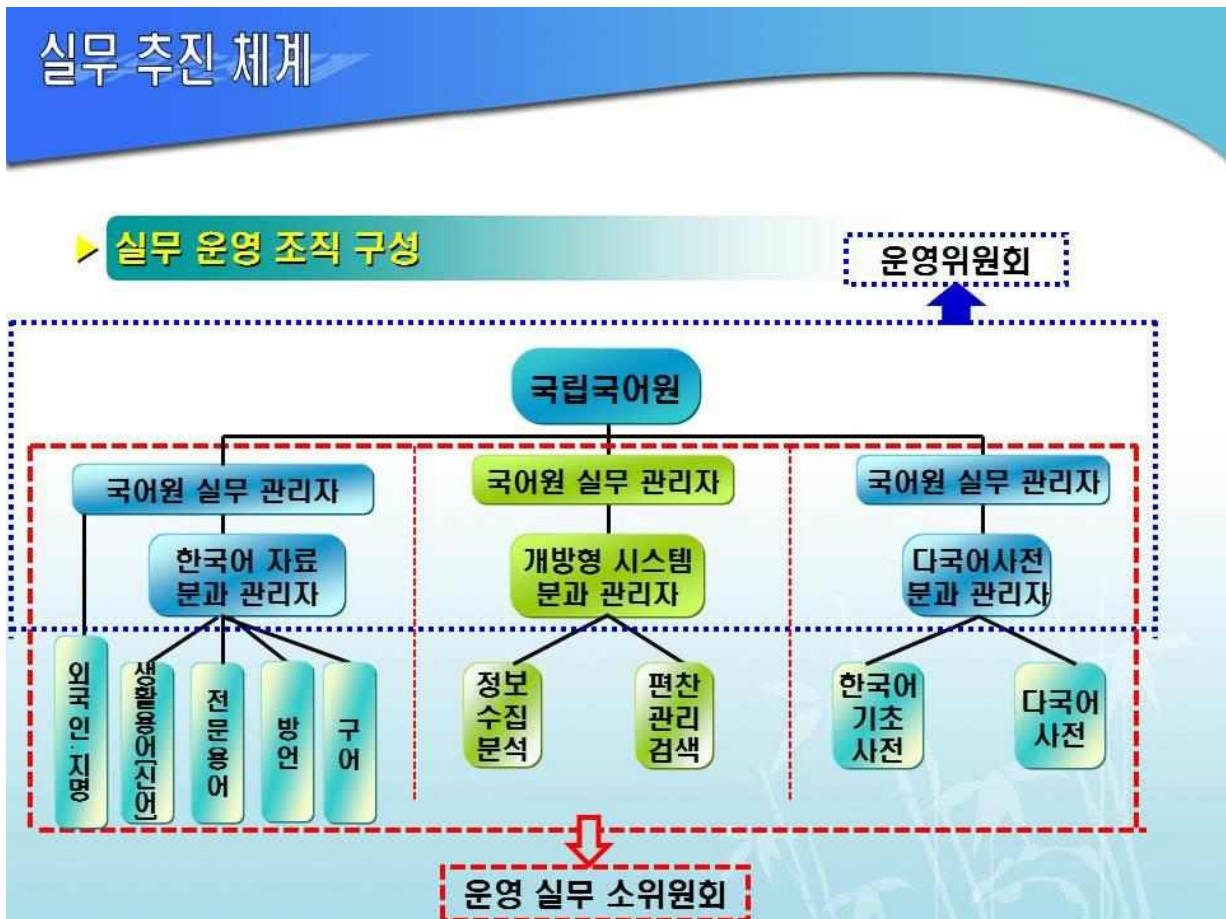 실무 추진 체계
실무 운영 조직 구성
운영위원회
국립국어원
국어원 실무 관리자
국어원 실무 관리자
국어원 실무 관리자
한국어 자료
분과 관리자
개방형 시스템
분과 관리자
다국어사전
분과 관리자
외국인·지명
생활용어[신어]
전문용어
방언
구어
정보
수집
분석
편찬
관리
검색
한국어
기초
사전
다국어
사전
운영 실무 소위원회